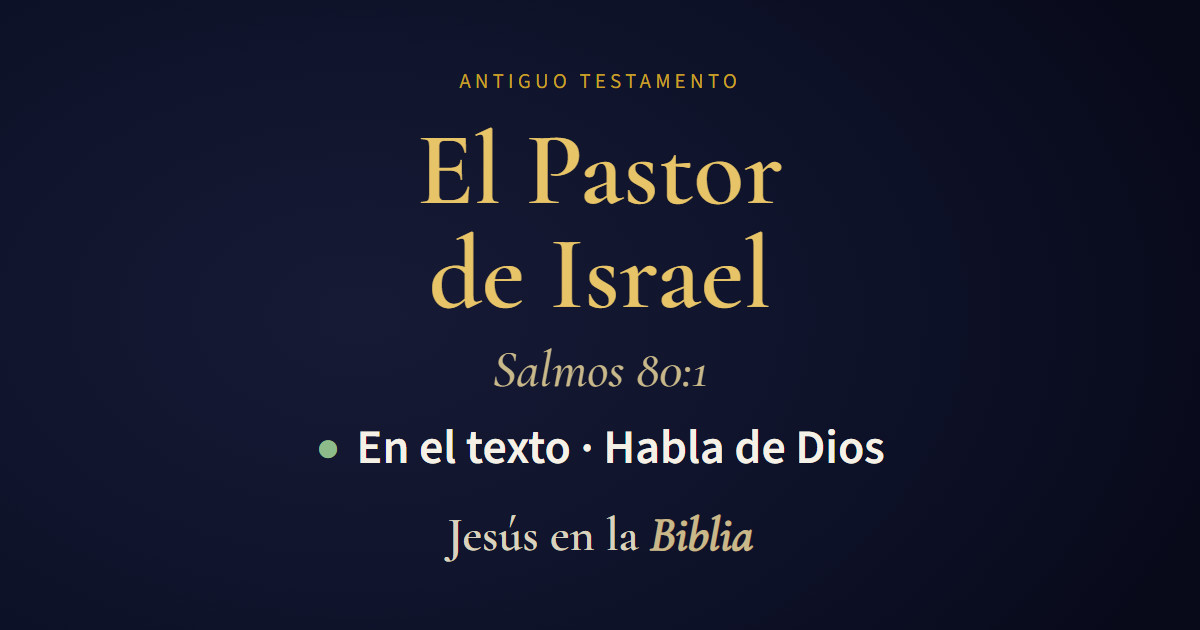 ANTIGUO TESTAMENTO
El Pastor
de Israel
Salmos 80:1
En el texto · Habla de Dios
Jesús en la Biblia